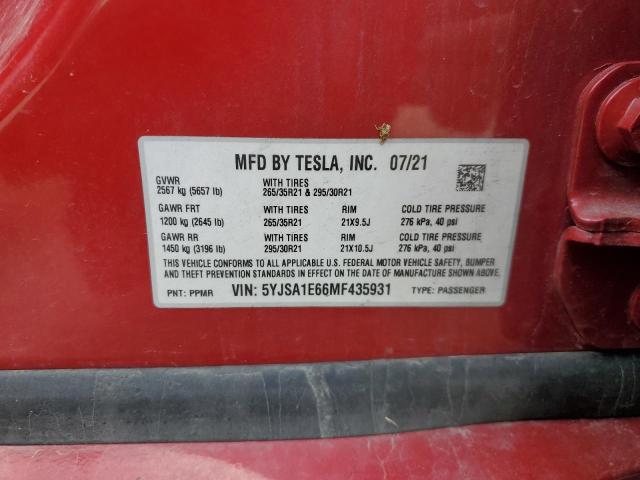 MFD BY TESLA, INC. 07/21
GVWR WITH TIRES
2567 kg (5657 lb) 265/35R21 & 295/30R21
GAWR FRT WITH TIRES RIM COLD TIRE PRESSURE
1200 kg (2645 lb) 265/35R21 21X9.5J 276 kPa, 40 psi
GAWR RR WITH TIRES RIM COLD TIRE PRESSURE
1450 kg (3196 lb) 295/30R21 21X10.5J 276 kPa, 40 psi
THIS VEHICLE CONFORMS TO ALL APPLICABLE U.S. FEDERAL MOTOR VEHICLE SAFETY, BUMPER
AND THEFT PREVENTION STANDARDS IN EFFECT ON THE DATE OF MANUFACTURE SHOWN ABOVE.
PNT: PPMR VIN: 5YJSA1E66MF435931 TYPE: PASSENGER